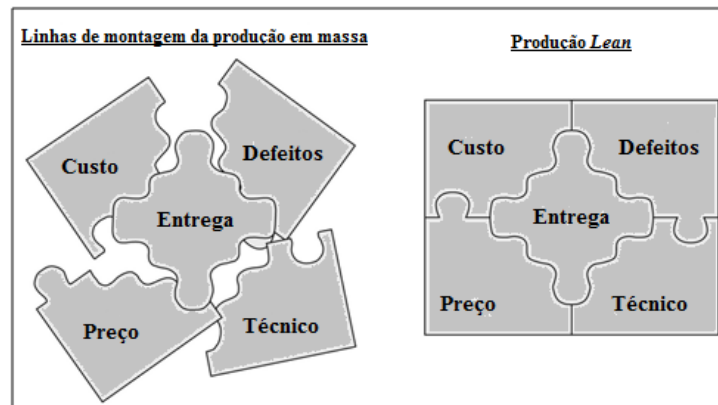 Linhas de montagem da produção em massa
Produção Lean
Custo
Defeitos
Entrega
Preço
Técnico
Custo
Defeitos
Entrega
Preço
Técnico